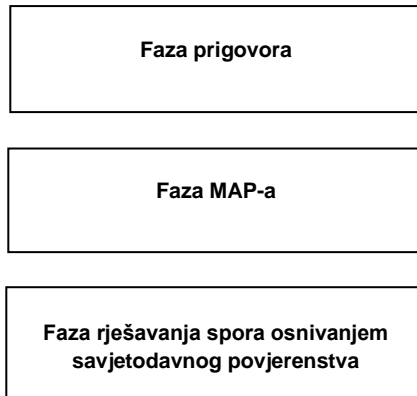 Faza prigovora
Faza MAP-a
Faza rješavanja spora osnivanjem
savjetodavnog povjerenstva